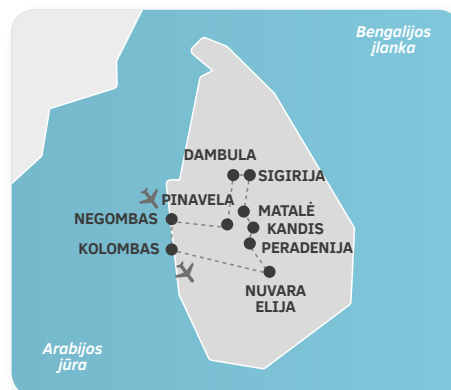 Bengalijos
įlanka
DAMBULA
SIGIRIJA
PINAVELA
MATALĖ
NEGOMBAS
KANDIS
KOLOMBAS
PERADENIJA
NUVARA
ELIJA
Arabijos
jūra